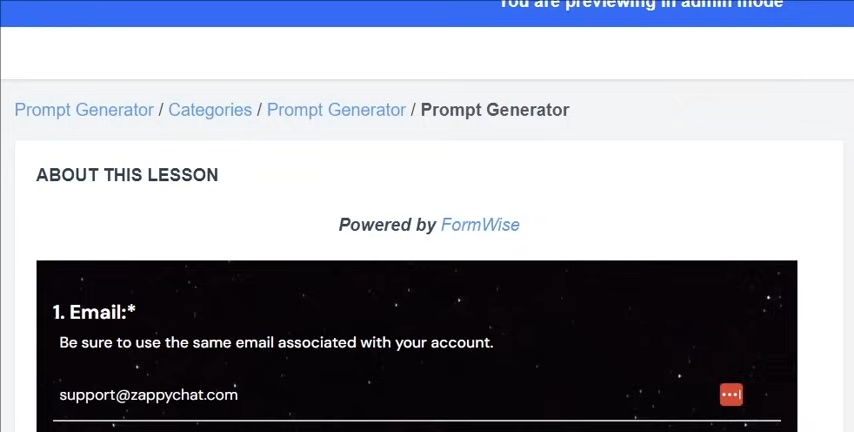 You are previewing in admin mode
Prompt Generator / Categories / Prompt Generator / Prompt Generator
ABOUT THIS LESSON
Powered by FormWise
1. Email:*
Be sure to use the same email associated with your account.
support@zappychat.com